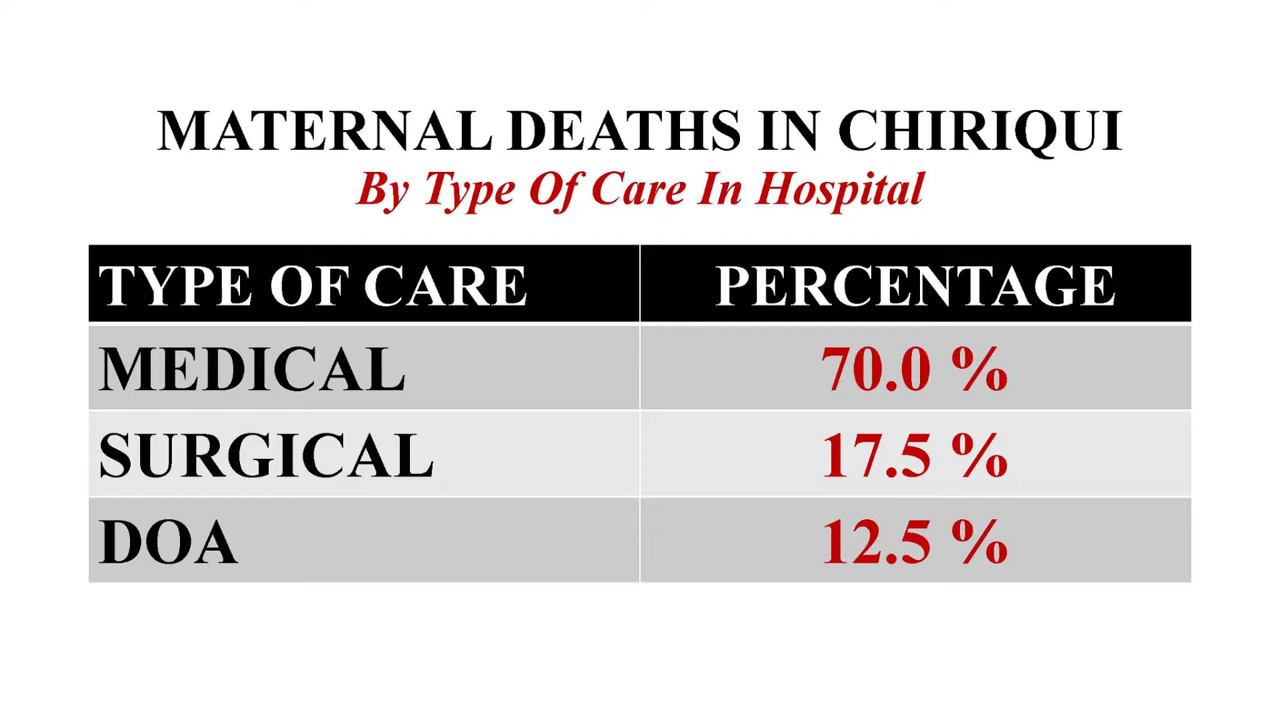 MATERNAL DEATHS IN CHIRIQUI
By Type Of Care In Hospital
TYPE OF CARE PERCENTAGE
MEDICAL 70.0 %
SURGICAL 17.5 %
DOA 12.5 %